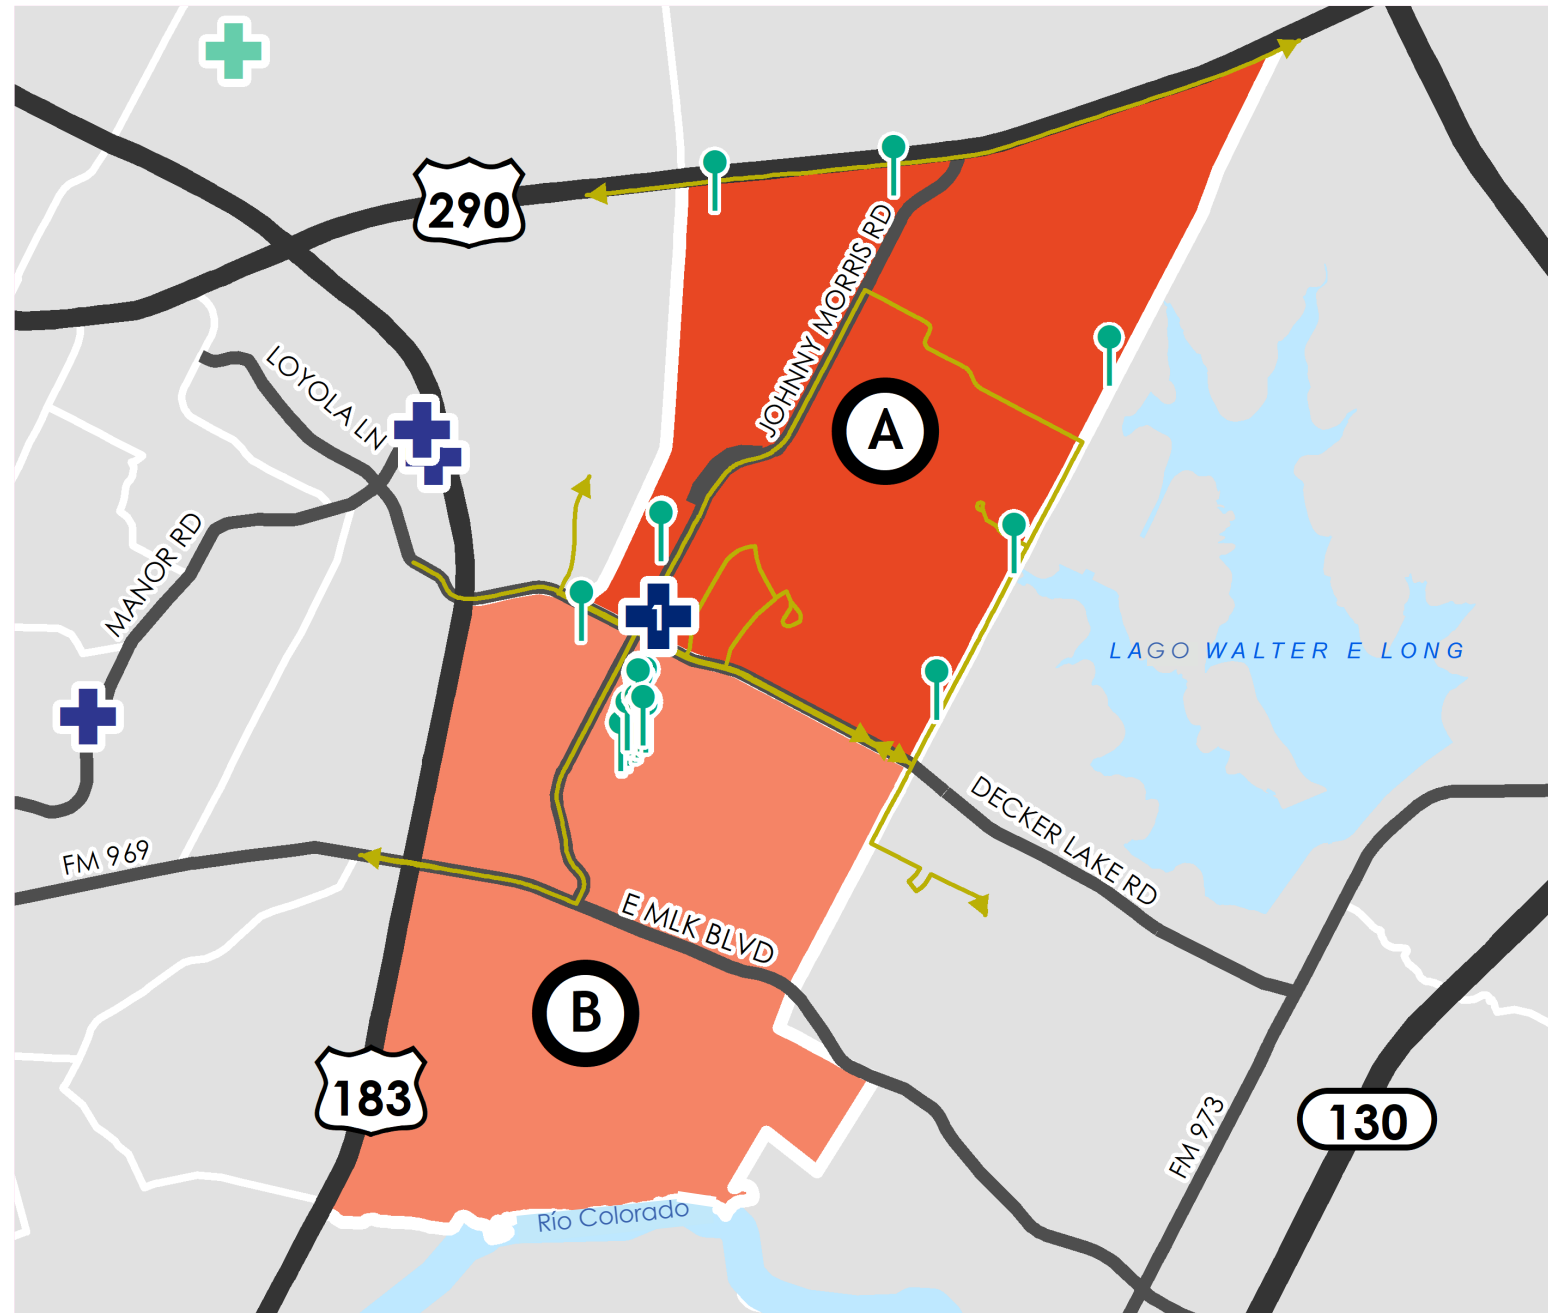 290
JOHNNY MORRIS RD
LOYOLA LN
A
MANOR RD
1
LAGO WALTER E LONG
DECKER LAKE RD
FM 969
E MLK BLVD
B
183
FM 973
130
Río Colorado